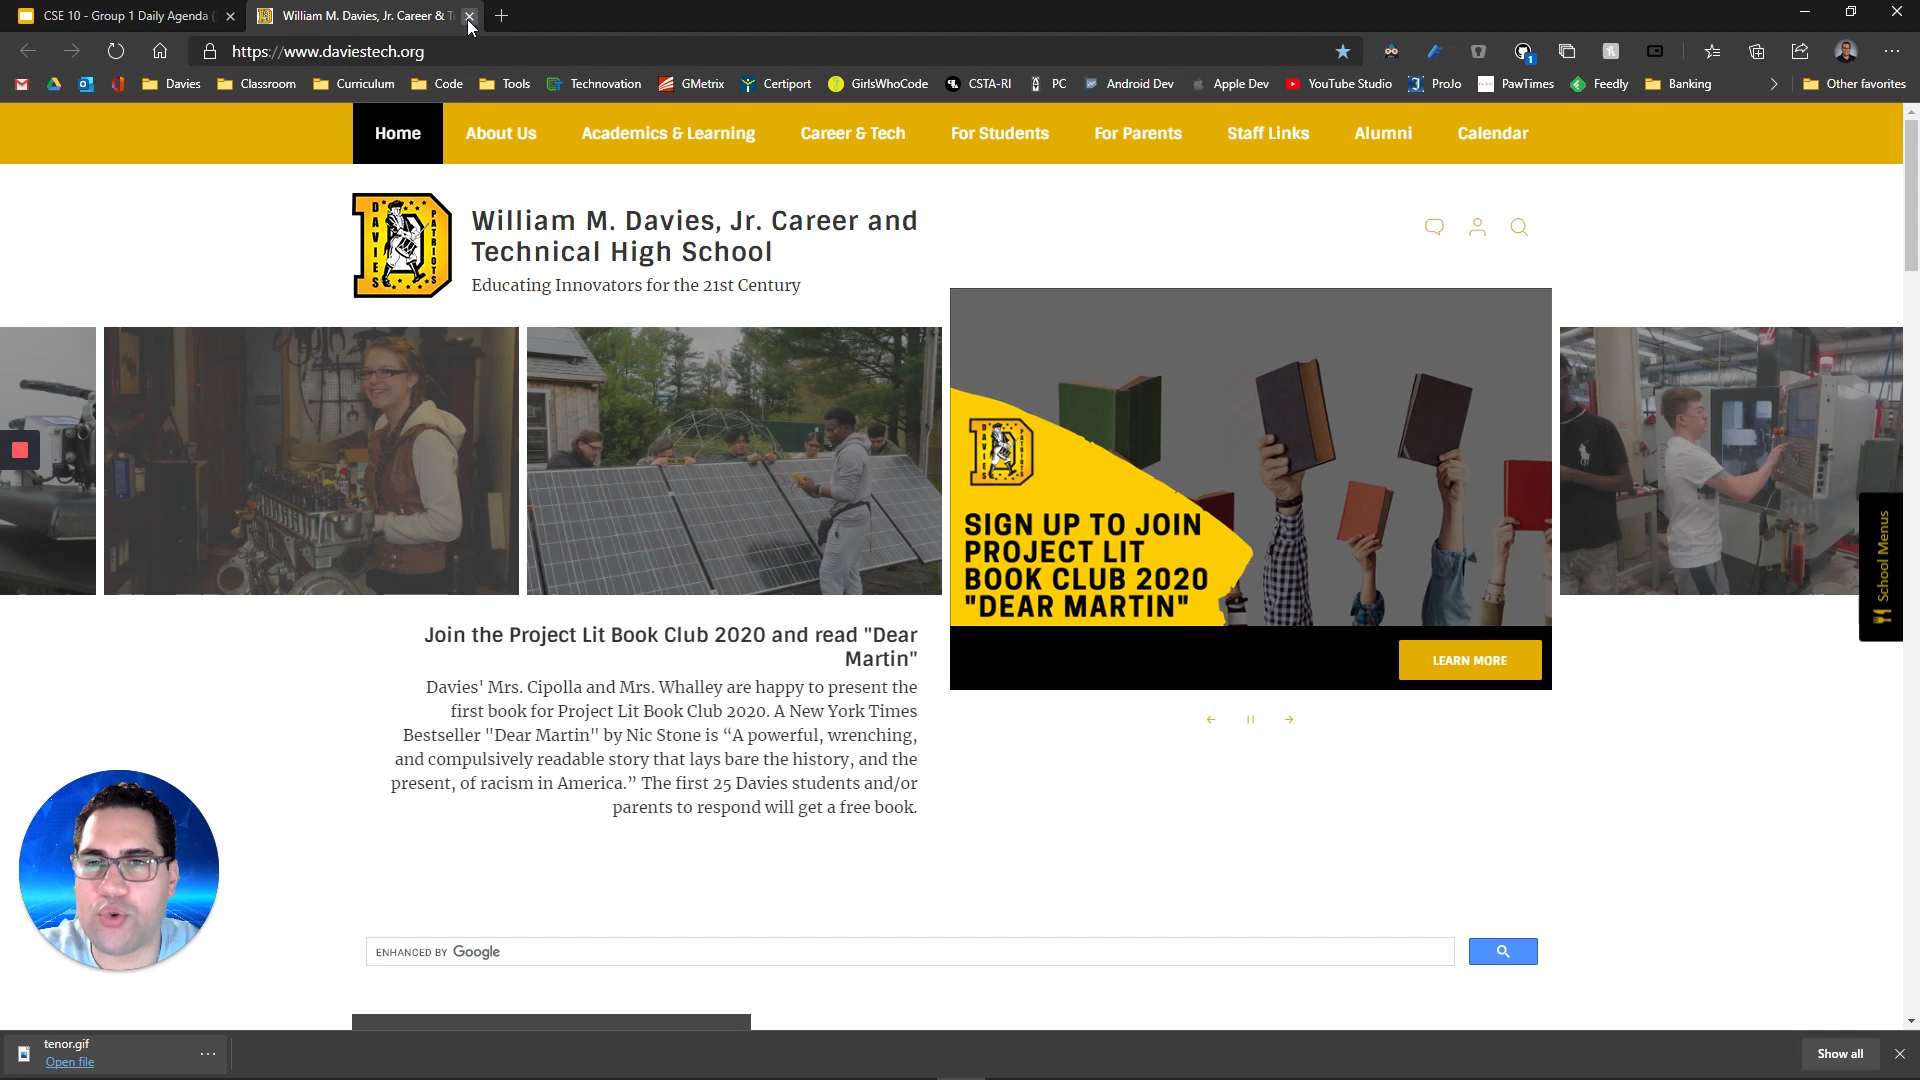 CSE 10 - Group 1 Daily Agenda
William M. Davies, Jr. Career &
https://www.daviestech.org
Davies
Classroom
Curriculum
Code
Tools
Technovation
GMetrix
Certiport
GirlsWhoCode
CSTA-RI
PC
Android Dev
Apple Dev
YouTube Studio
ProJo
PawTimes
Feedly
Banking
Other favorites
Home
About Us
Academics & Learning
Career & Tech
For Students
For Parents
Staff Links
Alumni
Calendar
DAVIES
PATRIOTS
William M. Davies, Jr. Career and
Technical High School
Educating Innovators for the 21st Century
SIGN UP TO JOIN
PROJECT LIT
BOOK CLUB 2020
"DEAR MARTIN"
LEARN MORE
School Menus
Join the Project Lit Book Club 2020 and read "Dear
Martin"
Davies' Mrs. Cipolla and Mrs. Whalley are happy to present the
first book for Project Lit Book Club 2020. A New York Times
Bestseller "Dear Martin" by Nic Stone is “A powerful, wrenching,
and compulsively readable story that lays bare the history, and the
present, of racism in America.” The first 25 Davies students and/or
parents to respond will get a free book.
ENHANCED BY Google
tenor.gif
Open file
Show all